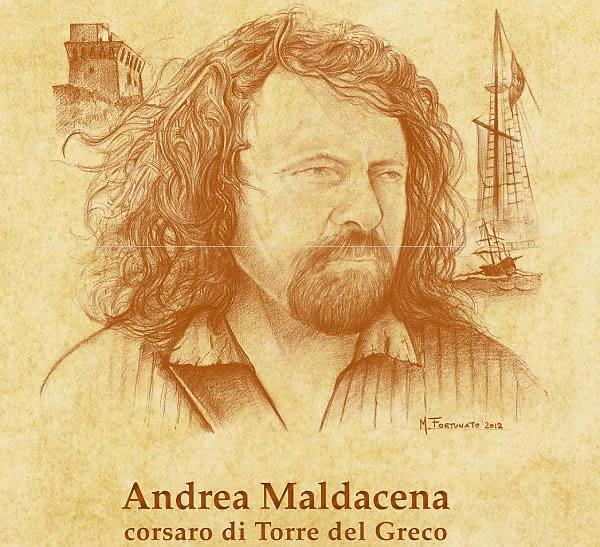 M. FORTUNATO 2012
Andrea Maldacena
corsaro di Torre del Greco